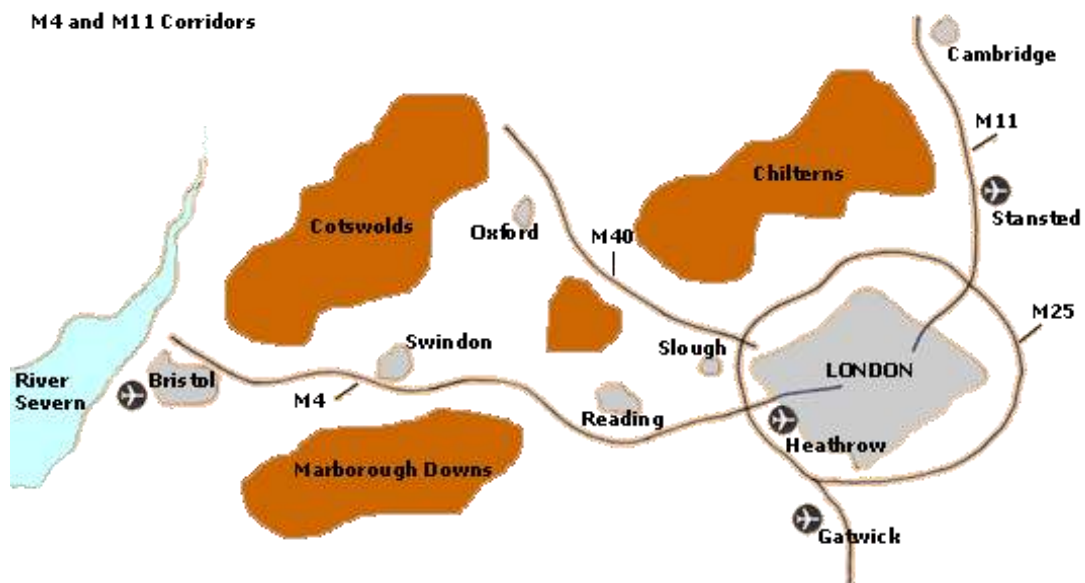 M4 and M11 Corridors
Cambridge
M11
Chilterns
Stansted
Cotswolds
Oxford
M40
M25
Swindon
Slough
LONDON
River
Severn
Bristol
M4
Reading
Heathrow
Marborough Downs
Gatwick